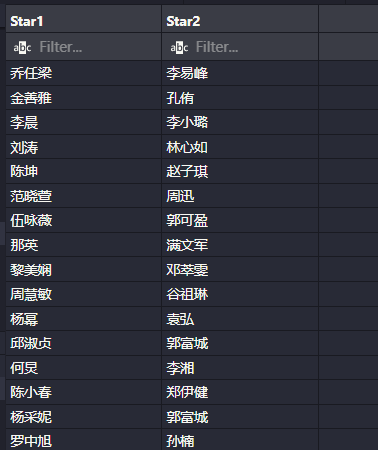 Star1 Star2
abc Filter... abc Filter...
乔任梁 李易峰
金善雅 孔侑
李晨 李小璐
刘涛 林心如
陈坤 赵子琪
范晓萱 周迅
伍咏薇 郭可盈
那英 满文军
黎美娴 邓萃雯
周慧敏 谷祖琳
杨幂 袁弘
邱淑贞 郭富城
何炅 李湘
陈小春 郑伊健
杨采妮 郭富城
罗中旭 孙楠